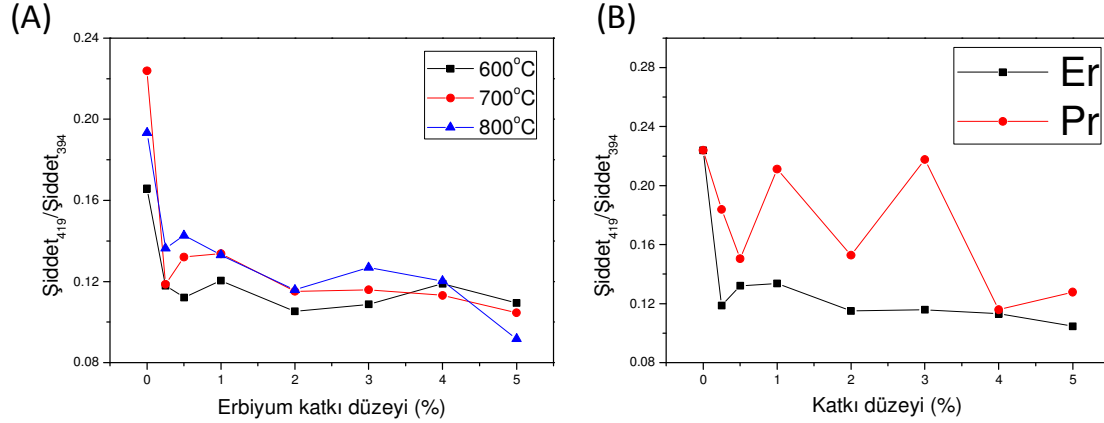 (A)
0.24
0.20
0.16
0.12
0.08
Şiddet₄₁₉/Şiddet₃₉₄
0 1 2 3 4 5
Erbiyum katkı düzeyi (%)
600°C
700°C
800°C
(B)
0.28
0.24
0.20
0.16
0.12
0.08
Şiddet₄₁₉/Şiddet₃₉₄
0 1 2 3 4 5
Katkı düzeyi (%)
Er
Pr